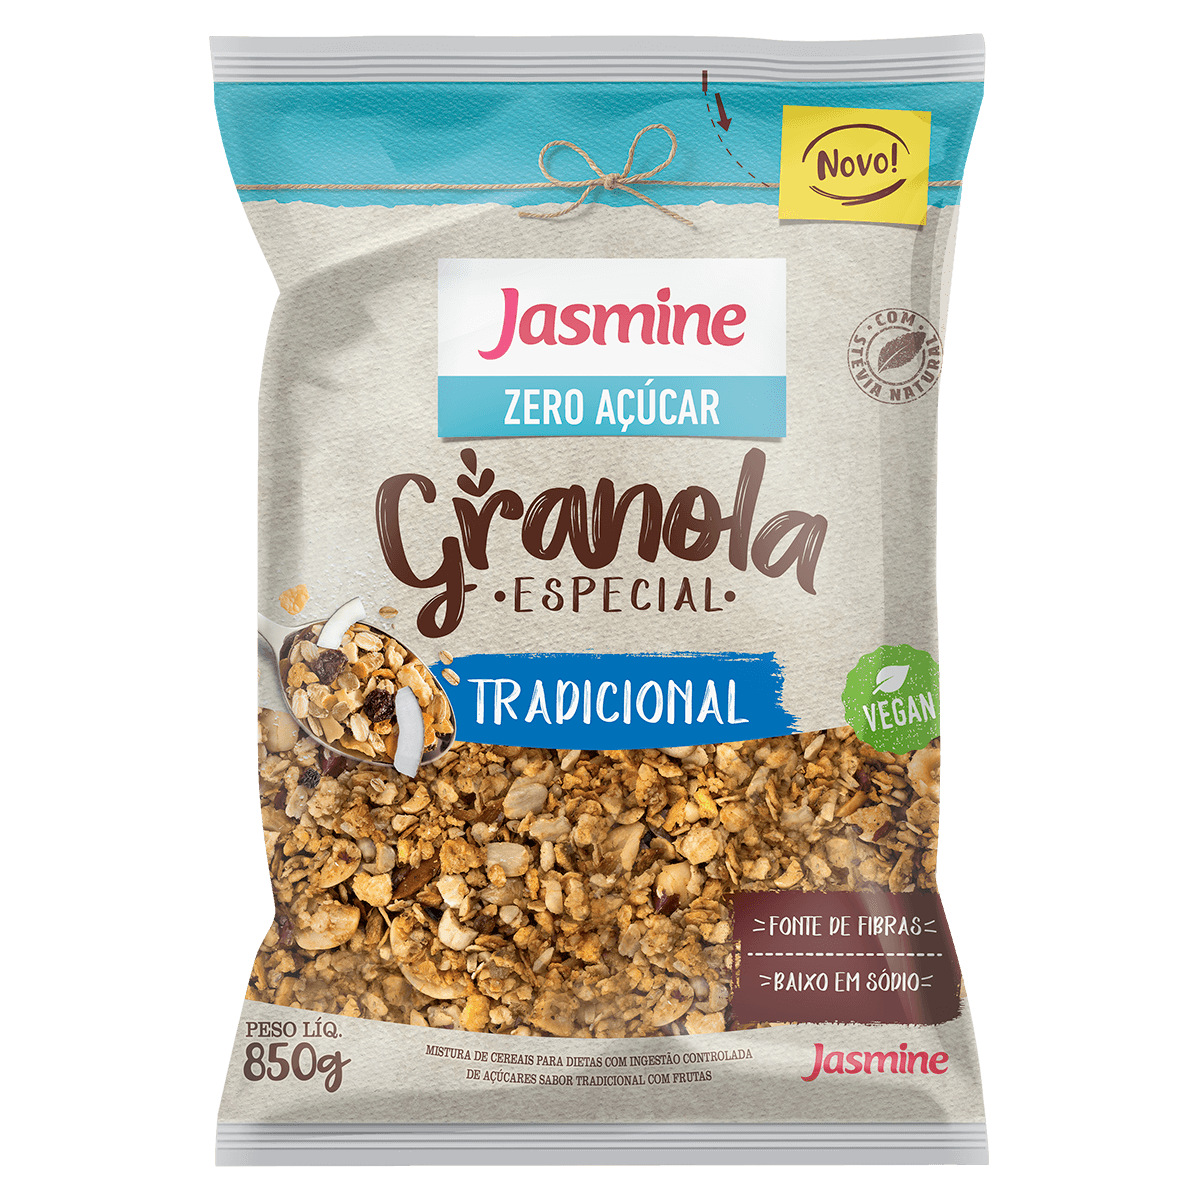 Novo!
Jasmine
COM
STÉVIA NATURAL
ZERO AÇÚCAR
Granola
•ESPECIAL•
TRADICIONAL
VEGAN
FONTE DE FIBRAS
BAIXO EM SÓDIO
PESO LÍQ.
850g
MISTURA DE CEREAIS PARA DIETAS COM INGESTÃO CONTROLADA
DE AÇÚCARES SABOR TRADICIONAL COM FRUTAS
Jasmine